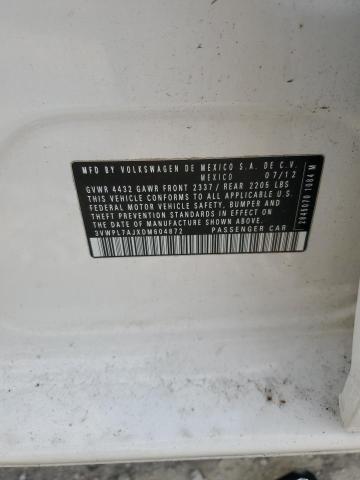 MFD BY VOLKSWAGEN DE MEXICO S.A. DE C.V.
MEXICO 07/12
GVWR 4432 GAWR FRONT 2337/ REAR 2205 LBS
THIS VEHICLE CONFORMS TO ALL APPLICABLE U.S.
FEDERAL MOTOR VEHICLE SAFETY, BUMPER AND
THEFT PREVENTION STANDARDS IN EFFECT ON
THE DATE OF MANUFACTURE SHOWN ABOVE.
3VWPL7AJXDM604872 PASSENGER CAR